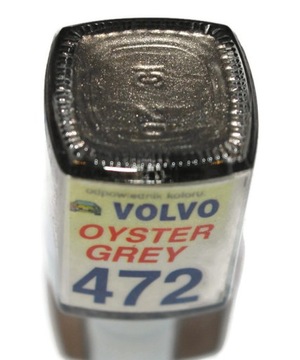 odpowiednik koloru:
VOLVO
OYSTER
GREY
472